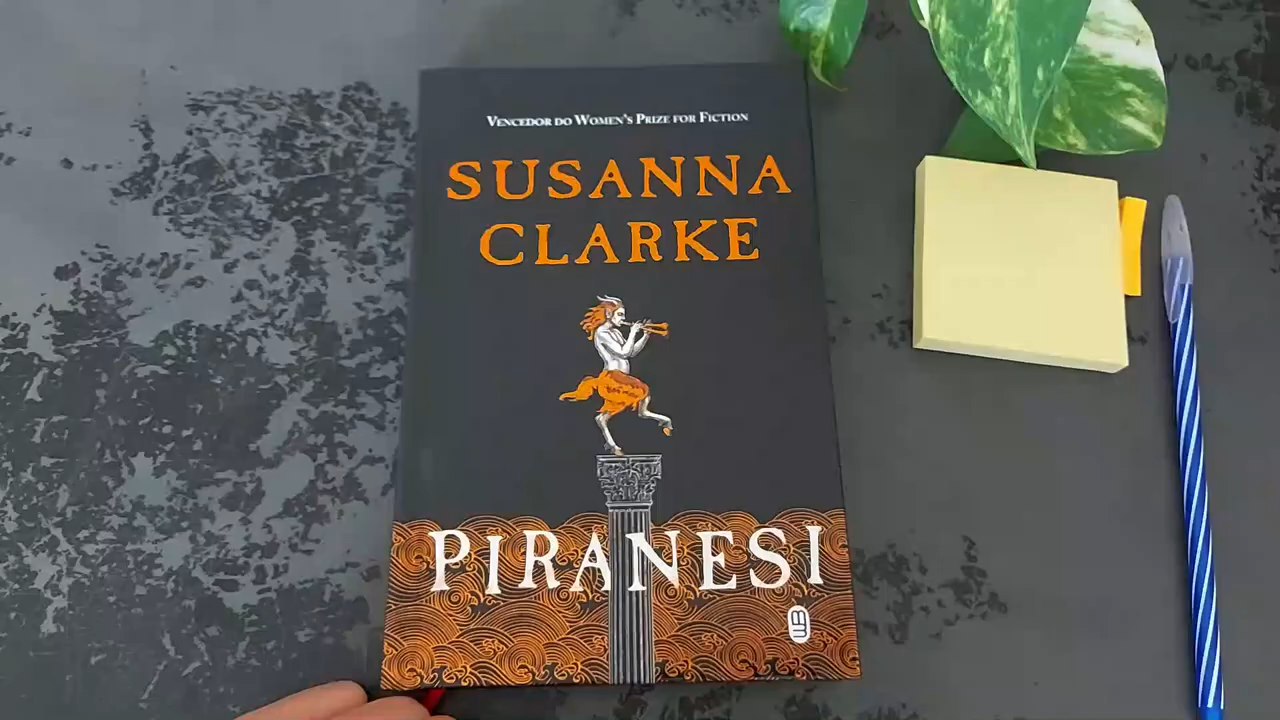 VENCEDOR DO WOMEN'S PRIZE FOR FICTION
SUSANNA
CLARKE
PIRANESI